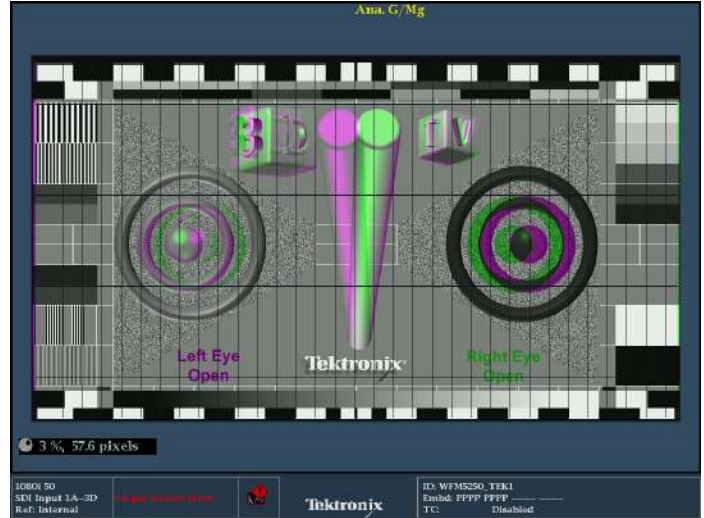 Ana. G/Mg
3D TV
Left Eye
Open
Tektronix
Right Eye
Open
3 %, 57.6 pixels
1080i 50
SDI Input 1A-3D
Ref: Internal
Tektronix
ID: WFM5250_TEK1
Embd: PPPP PPPP ---- ----
TC: Disabled